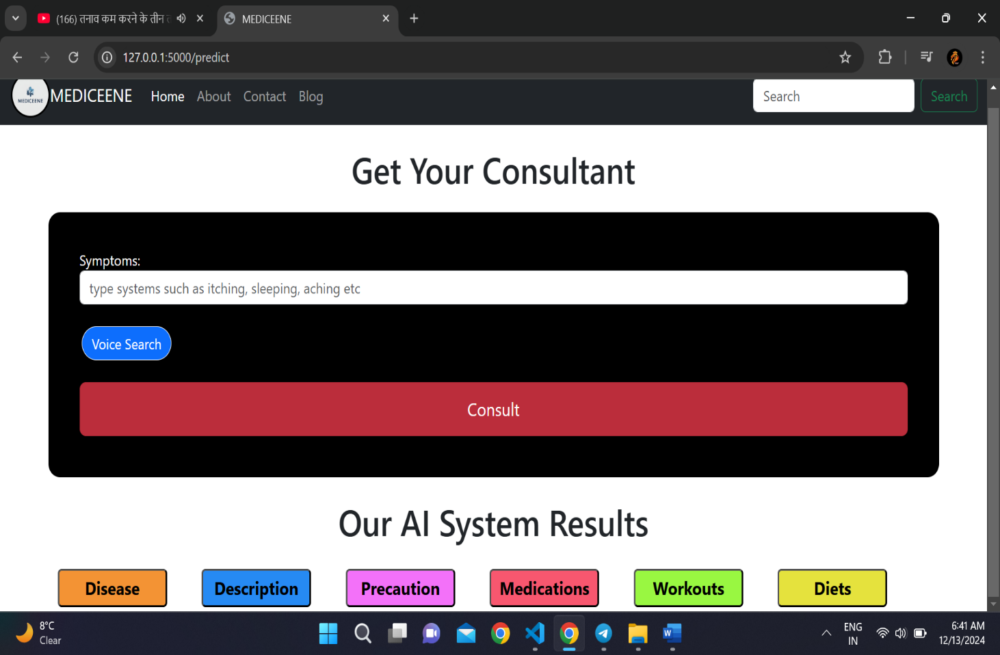 (166) तनाव कम करने के तीन
MEDICEENE
127.0.0.1:5000/predict
MEDICEENE
MEDICEENE
Home
About
Contact
Blog
Search
Search
Get Your Consultant
Symptoms:
type systems such as itching, sleeping, aching etc
Voice Search
Consult
Our AI System Results
Disease
Description
Precaution
Medications
Workouts
Diets
8°C
Clear
W
ENG
IN
6:41 AM
12/13/2024